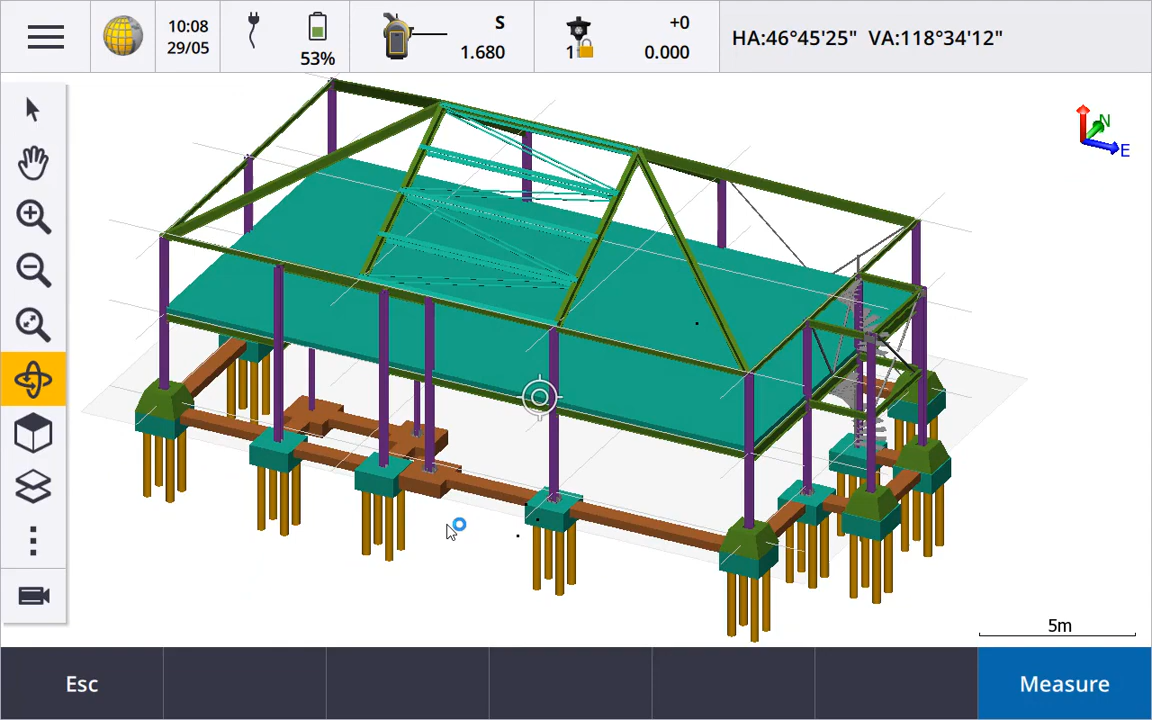 10:08
29/05
53%
S
1.680
1
+0
0.000
HA:46°45'25" VA:118°34'12"
N
E
5m
Esc
Measure